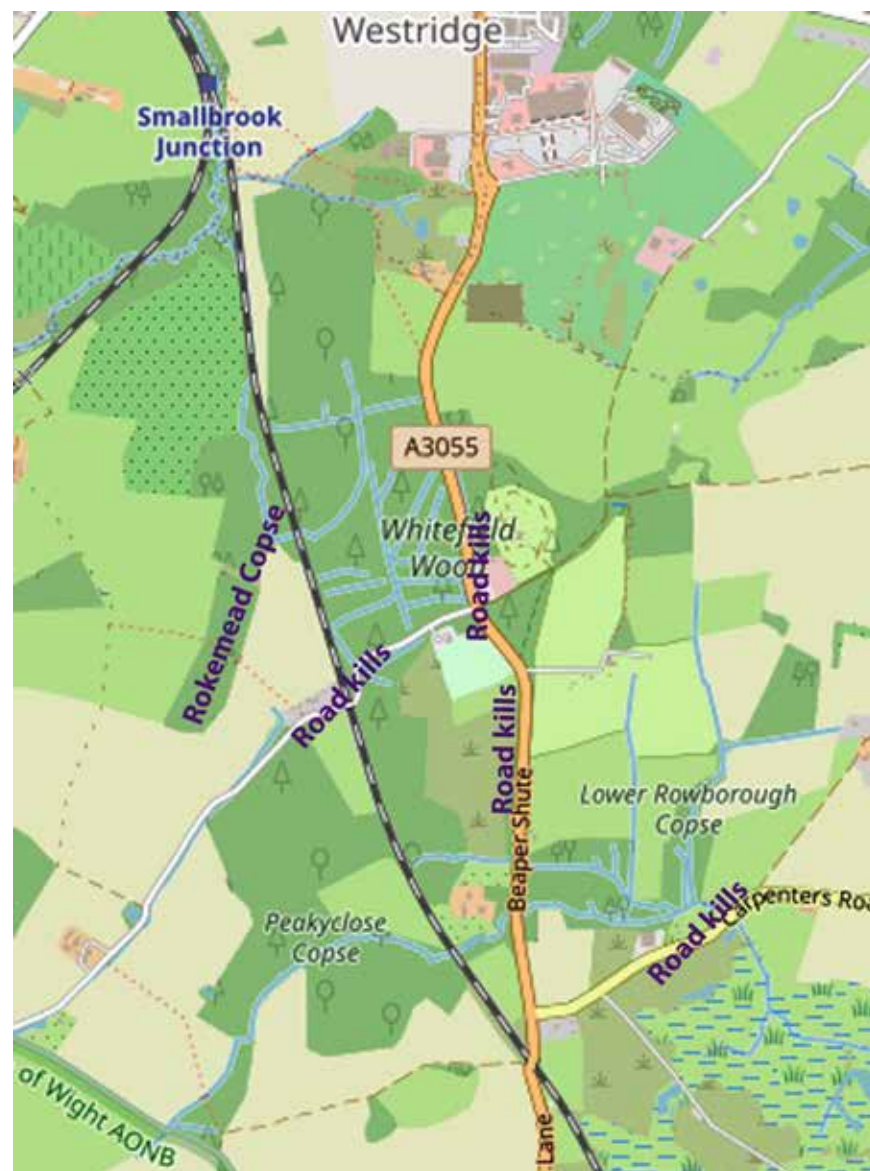 Westridge
Smallbrook
Junction
A3055
Whitefield
Wood
Road kills
Rokemead Copse
Road kills
Road kills
Beaper Shute
Lower Rowborough
Copse
Road kills
Carpenters Roa
Peakyclose
Copse
of Wight AONB
Lane